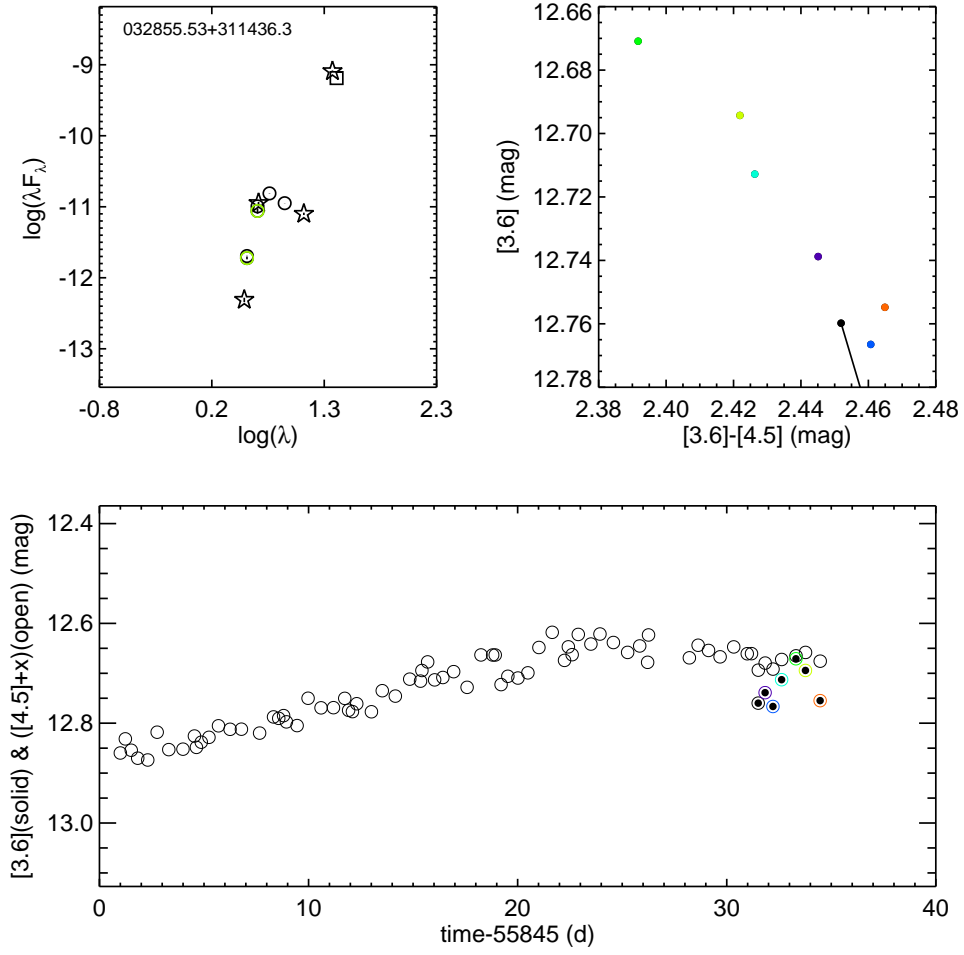 032855.53+311436.3
log(λFλ)
-9
-10
-11
-12
-13
-0.8 0.2 1.3 2.3
log(λ)
[3.6] (mag)
12.66
12.68
12.70
12.72
12.74
12.76
12.78
2.38 2.40 2.42 2.44 2.46 2.48
[3.6]-[4.5] (mag)
[3.6](solid) & ([4.5]+x)(open) (mag)
12.4
12.6
12.8
13.0
0 10 20 30 40
time-55845 (d)